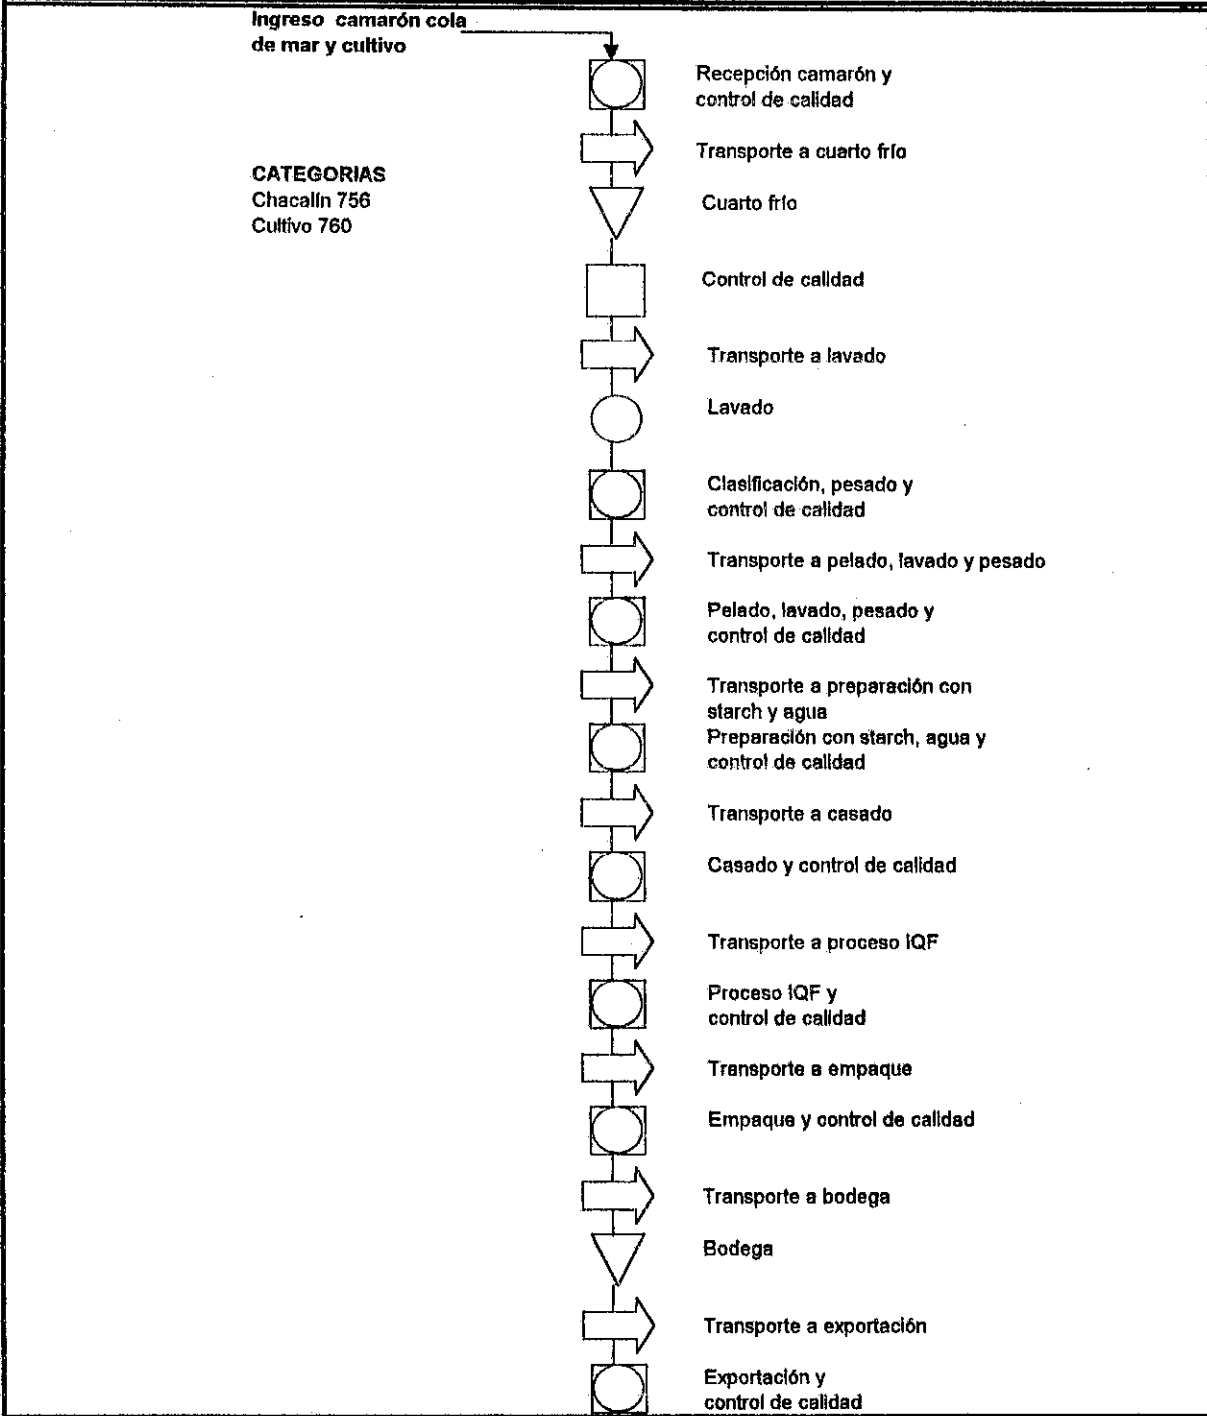 Ingreso camarón cola
de mar y cultivo
Recepción camarón y
control de calidad
Transporte a cuarto frío
CATEGORIAS
Chacalín 756
Cultivo 760
Cuarto frío
Control de calidad
Transporte a lavado
Lavado
Clasificación, pesado y
control de calidad
Transporte a pelado, lavado y pesado
Pelado, lavado, pesado y
control de calidad
Transporte a preparación con
starch y agua
Preparación con starch, agua y
control de calidad
Transporte a casado
Casado y control de calidad
Transporte a proceso IQF
Proceso IQF y
control de calidad
Transporte a empaque
Empaque y control de calidad
Transporte a bodega
Bodega
Transporte a exportación
Exportación y
control de calidad